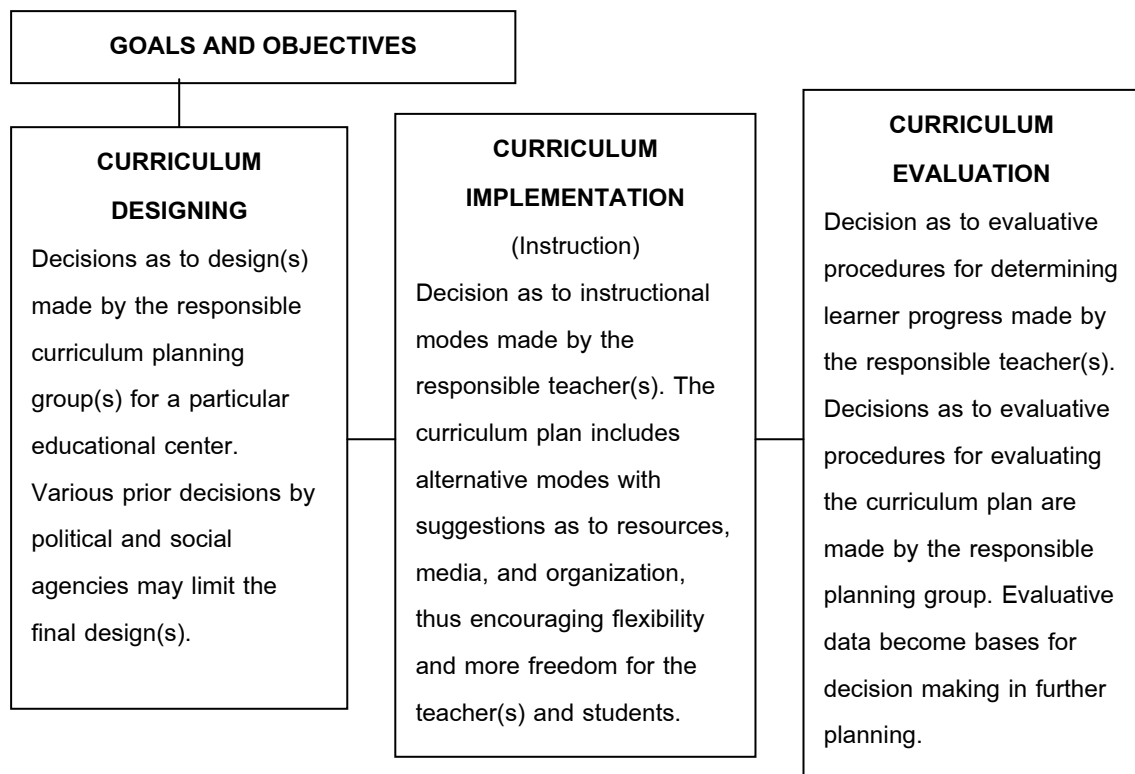 GOALS AND OBJECTIVES
CURRICULUM
DESIGNING
Decisions as to design(s)
made by the responsible
curriculum planning
group(s) for a particular
educational center.
Various prior decisions by
political and social
agencies may limit the
final design(s).
CURRICULUM
IMPLEMENTATION
(Instruction)
Decision as to instructional
modes made by the
responsible teacher(s). The
curriculum plan includes
alternative modes with
suggestions as to resources,
media, and organization,
thus encouraging flexibility
and more freedom for the
teacher(s) and students.
CURRICULUM
EVALUATION
Decision as to evaluative
procedures for determining
learner progress made by
the responsible teacher(s).
Decisions as to evaluative
procedures for evaluating
the curriculum plan are
made by the responsible
planning group. Evaluative
data become bases for
decision making in further
planning.